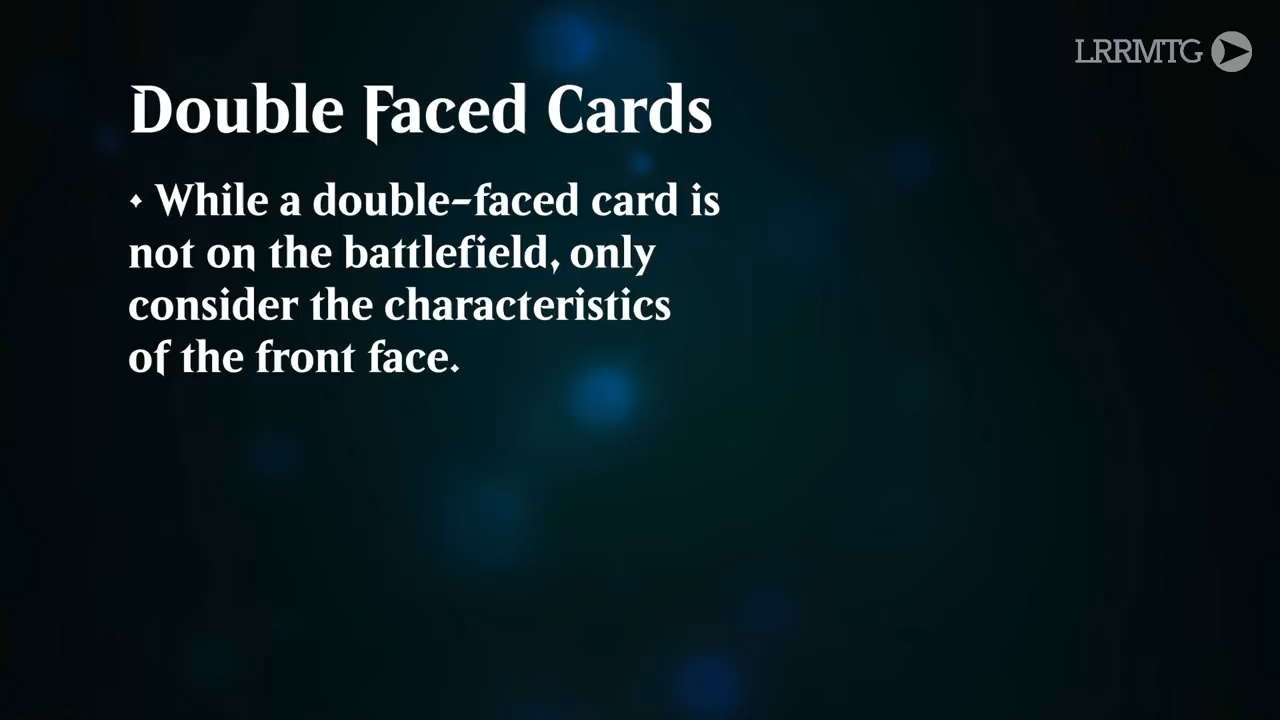 LRRMTG
Double Faced Cards
• While a double-faced card is
not on the battlefield, only
consider the characteristics
of the front face.